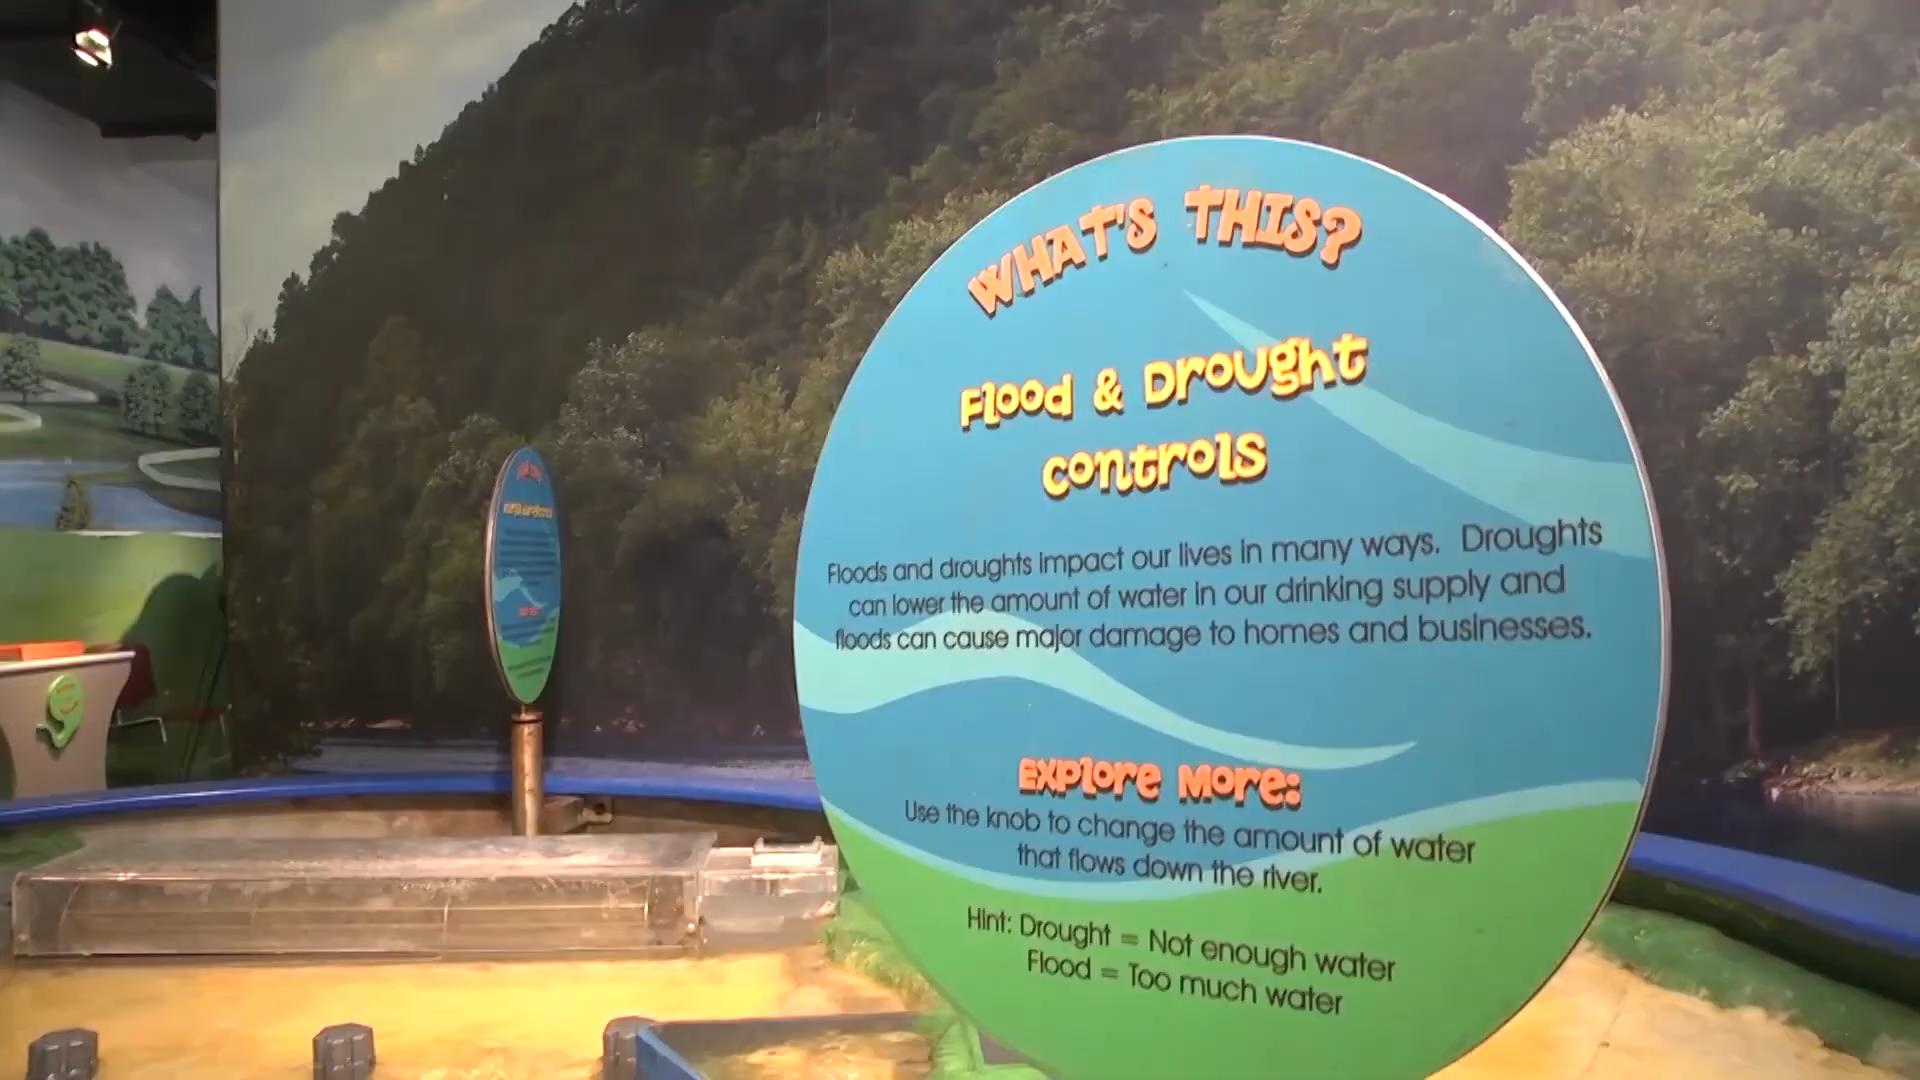 WHAT'S THIS?
Flood & Drought
controls
Floods and droughts impact our lives in many ways. Droughts
can lower the amount of water in our drinking supply and
floods can cause major damage to homes and businesses.
Explore More:
Use the knob to change the amount of water
that flows down the river.
Hint: Drought = Not enough water
Flood = Too much water